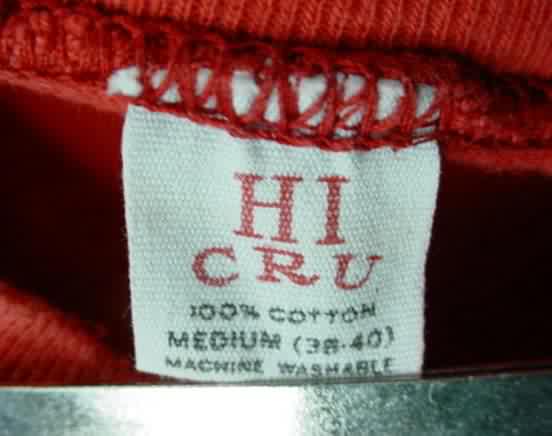 HI
CRU
100% COTTON
MEDIUM (38-40)
MACHINE WASHABLE